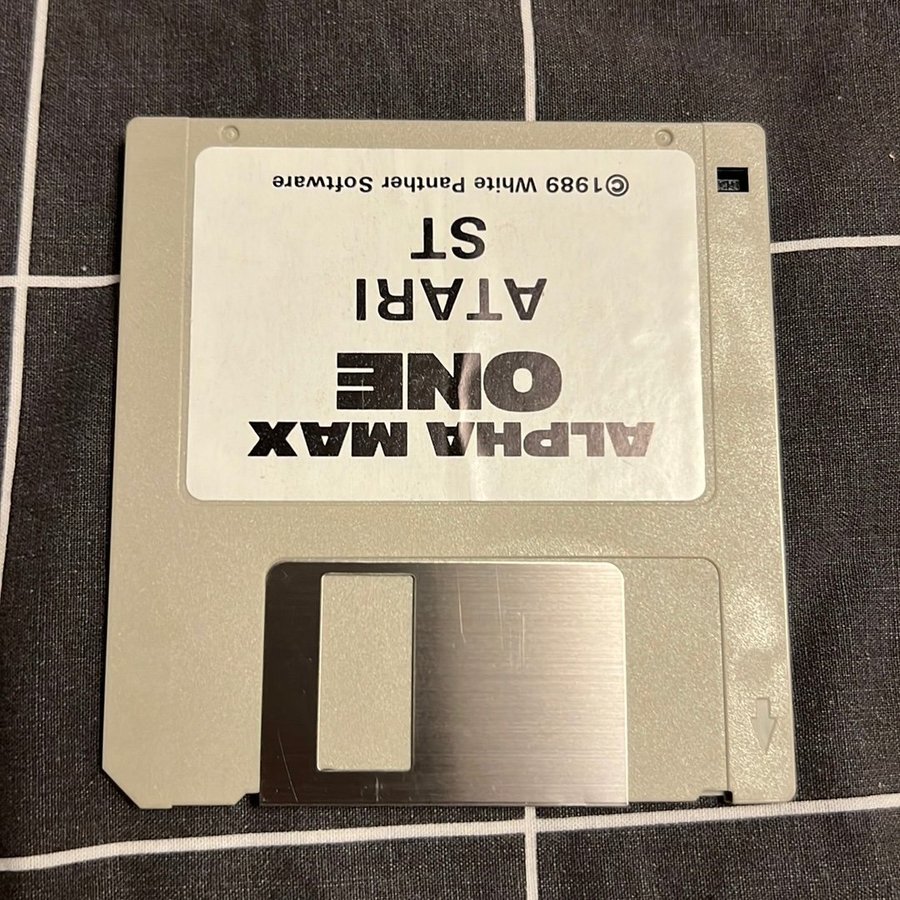 ALPHA MAX
ONE
ATARI
ST
©1989 White Panther Software